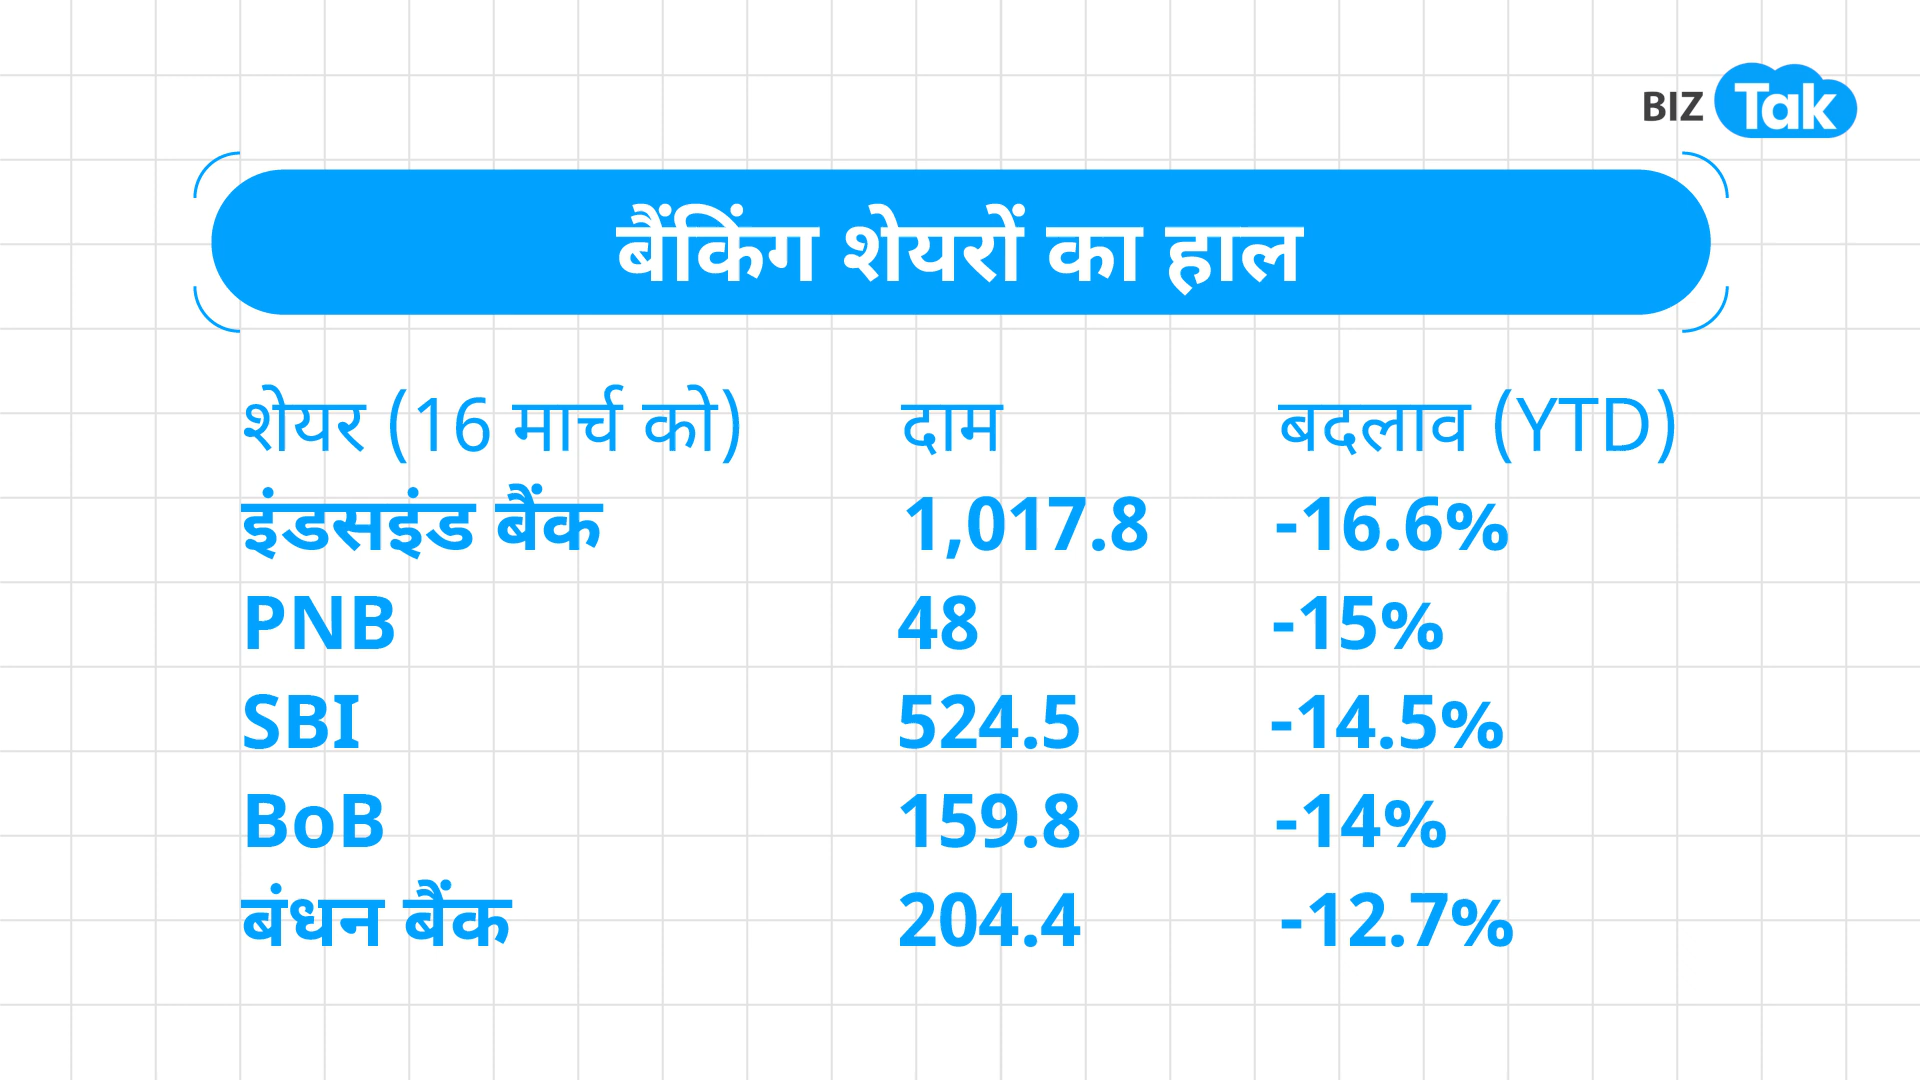 BIZ Tak
बैंकिंग शेयरों का हाल
शेयर (16 मार्च को) दाम बदलाव (YTD)
इंडसइंड बैंक 1,017.8 -16.6%
PNB 48 -15%
SBI 524.5 -14.5%
BoB 159.8 -14%
बंधन बैंक 204.4 -12.7%